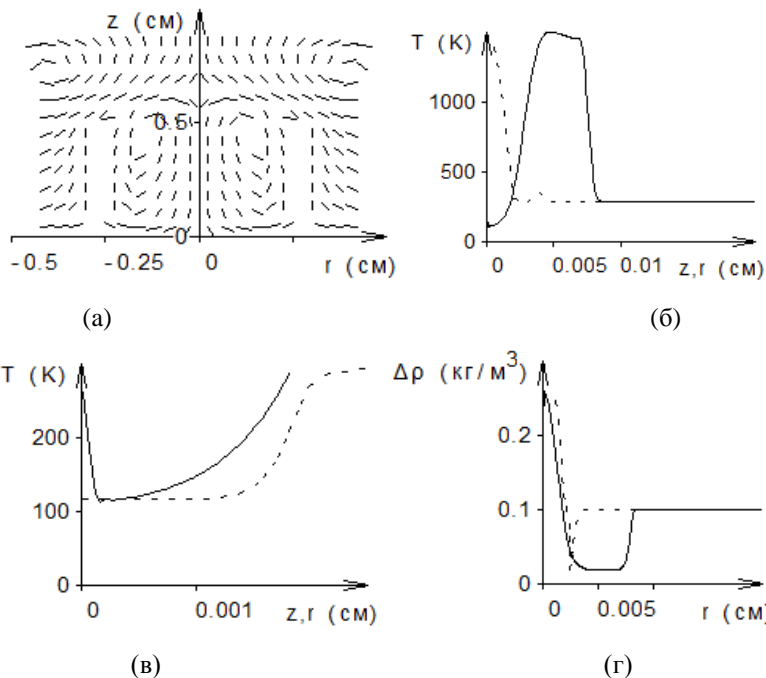 z (см)
0.5
0
-0.5 -0.25 0 r (см)
(а)
T (К)
1000
500
0
0 0.005 0.01 z,r (см)
(б)
T (К)
200
100
0
0 0.001 z,r (см)
(в)
Δρ (кг/м³)
0.2
0.1
0
0 0.005 r (см)
(г)